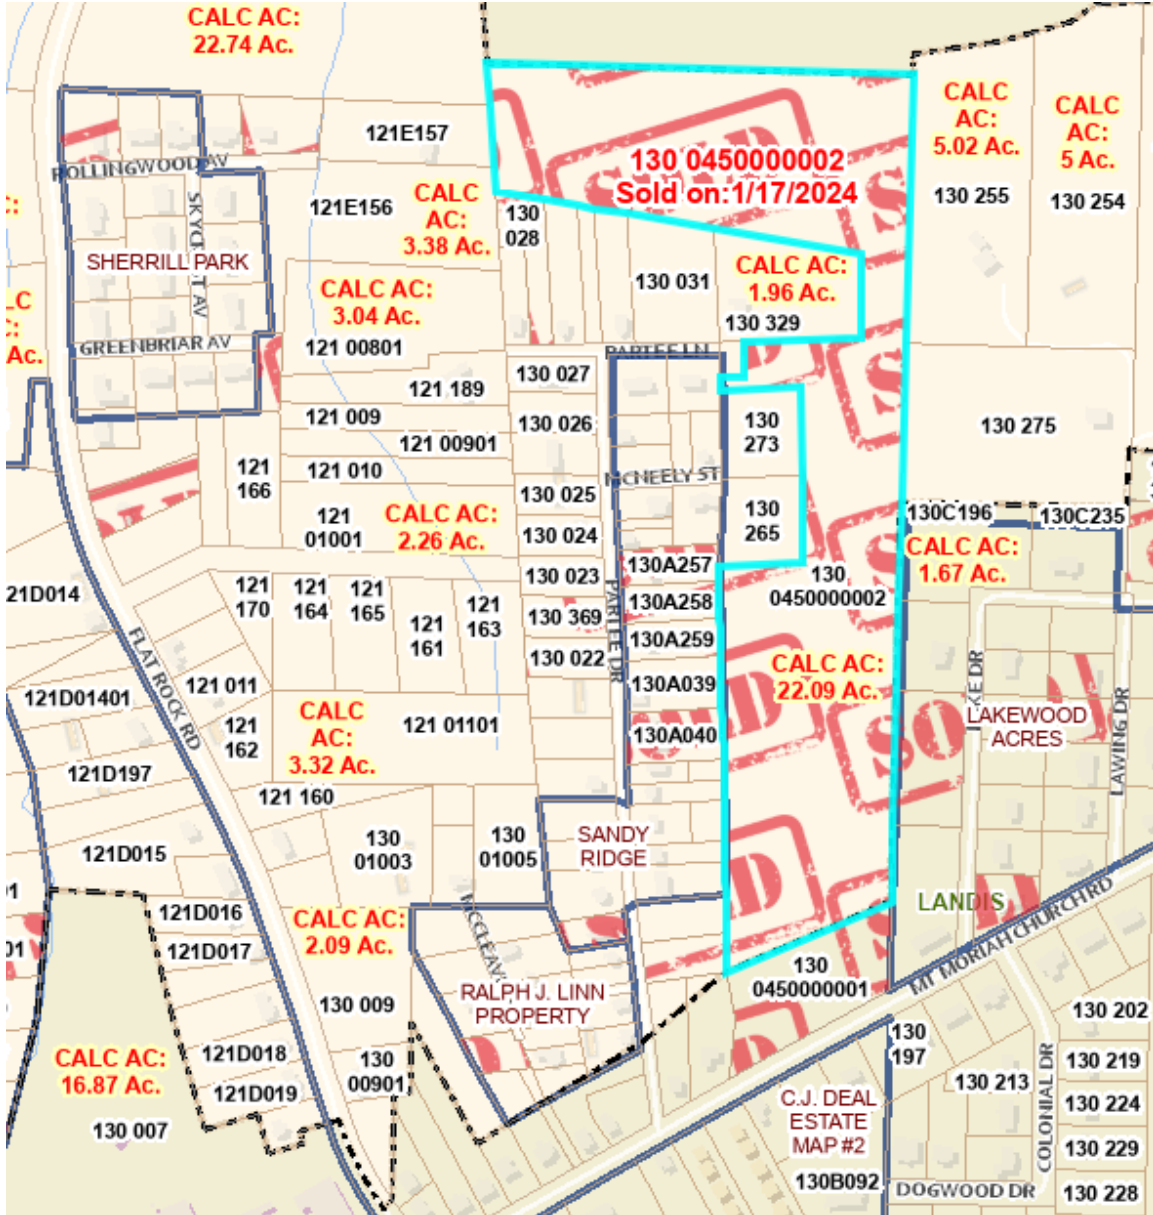 CALC AC:
22.74 Ac.
CALC
AC:
5.02 Ac.
CALC
AC:
5 Ac.
121E157
130 0450000002
Sold on:1/17/2024
ROLLINGWOOD AV
121E156
CALC
AC:
3.38 Ac.
130
028
130 255
130 254
SHERRILL PARK
CALC AC:
3.04 Ac.
130 031
CALC AC:
1.96 Ac.
130 329
GREENBRIAR AV
121 00801
PARTEE LN
130 027
121 189
121 009
130 026
130
273
130 275
121 00901
121
166
121 010
MCNEELY ST
130 025
121
01001
CALC AC:
2.26 Ac.
130 024
130
265
130C196
130C235
CALC AC:
1.67 Ac.
130A257
130 023
130
0450000002
121D014
121
170
121
164
121
165
121
163
121
161
130A258
130 369
130A259
PARTEE DR
130 022
130A039
CALC AC:
22.09 Ac.
FLAT ROCK RD
121D01401
121 011
121
162
CALC
AC:
3.32 Ac.
121 01101
130A040
LAKEWOOD
ACRES
LAWING DR
121D197
121 160
121D015
130
01003
130
01005
SANDY
RIDGE
SOLD
LANDIS
121D016
CALC AC:
2.09 Ac.
121D017
MT MORIAH CHURCH RD
130
0450000001
RALPH J. LINN
PROPERTY
130 009
130 202
CALC AC:
16.87 Ac.
121D018
130
00901
130
197
130 219
121D019
130 213
COLONIAL DR
C.J. DEAL
ESTATE
MAP #2
130 224
130 007
130 229
130B092
DOGWOOD DR
130 228